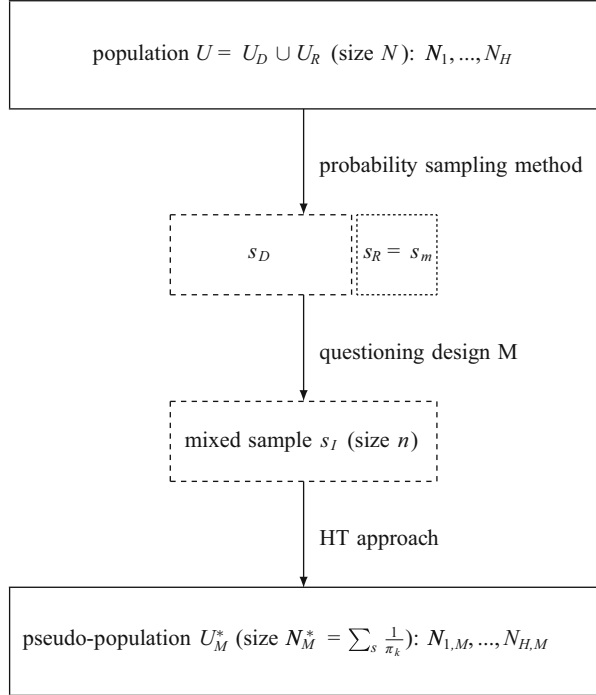 population U = U_D ∪ U_R (size N): N_1, ..., N_H
probability sampling method
s_D
s_R = s_m
questioning design M
mixed sample s_I (size n)
HT approach
pseudo-population U*_M (size N*_M = ∑_s 1/π_k): N_{1,M}, ..., N_{H,M}